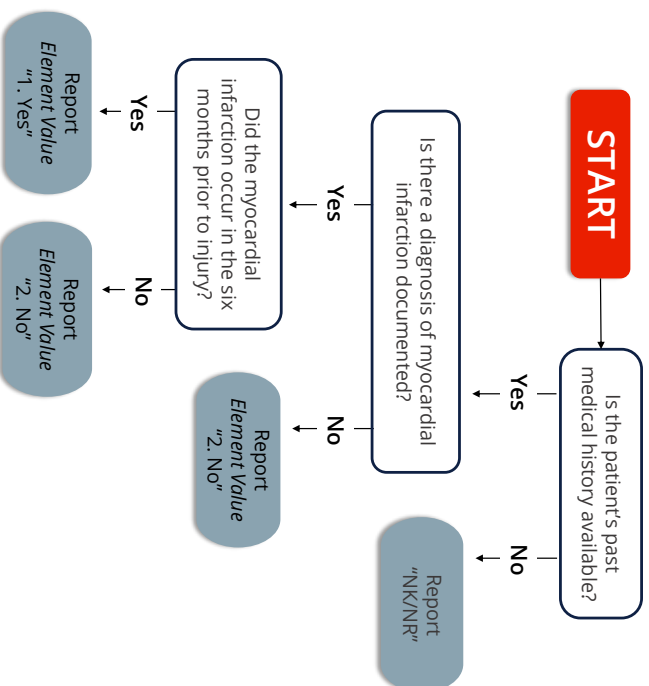 START
Is the patient’s past
medical history available?
Yes
No
Is there a diagnosis of myocardial
infarction documented?
Report
“NK/NR”
Yes
No
Did the myocardial
infarction occur in the six
months prior to injury?
Report
Element Value
“2. No”
Yes
No
Report
Element Value
“1. Yes”
Report
Element Value
“2. No”